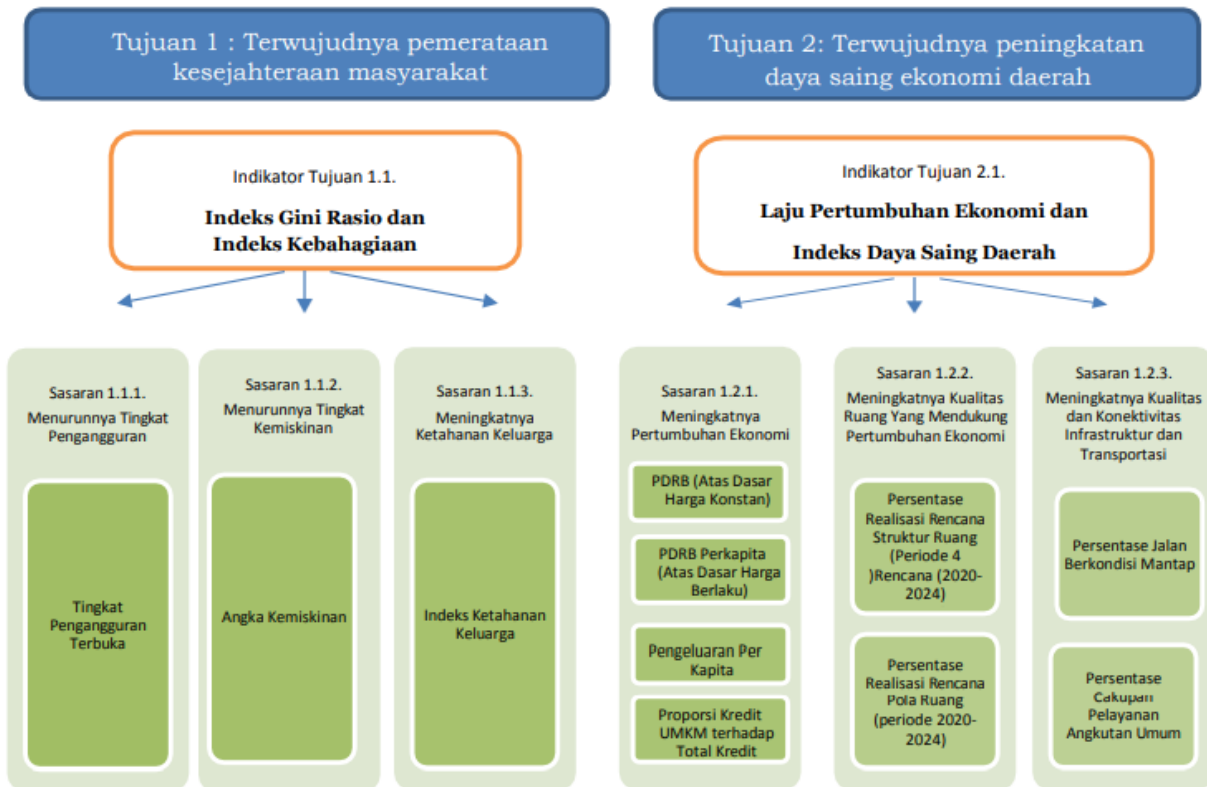 Tujuan 1 : Terwujudnya pemerataan
kesejahteraan masyarakat
Tujuan 2: Terwujudnya peningkatan
daya saing ekonomi daerah
Indikator Tujuan 1.1.
Indeks Gini Rasio dan
Indeks Kebahagiaan
Indikator Tujuan 2.1.
Laju Pertumbuhan Ekonomi dan
Indeks Daya Saing Daerah
Sasaran 1.1.1.
Menurunnya Tingkat
Pengangguran
Tingkat
Pengangguran
Terbuka
Sasaran 1.1.2.
Menurunnya Tingkat
Kemiskinan
Angka Kemiskinan
Sasaran 1.1.3.
Meningkatnya
Ketahanan Keluarga
Indeks Ketahanan
Keluarga
Sasaran 1.2.1.
Meningkatnya
Pertumbuhan Ekonomi
PDRB (Atas Dasar
Harga Konstan)
PDRB Perkapita
(Atas Dasar Harga
Berlaku)
Pengeluaran Per
Kapita
Proporsi Kredit
UMKM terhadap
Total Kredit
Sasaran 1.2.2.
Meningkatnya Kualitas
Ruang Yang Mendukung
Pertumbuhan Ekonomi
Persentase
Realisasi Rencana
Struktur Ruang
(Periode 4
)Rencana (2020-
2024)
Persentase
Realisasi Rencana
Pola Ruang
(periode 2020-
2024)
Sasaran 1.2.3.
Meningkatnya Kualitas
dan Konektivitas
Infrastruktur dan
Transportasi
Persentase Jalan
Berkondisi Mantap
Persentase
Cakupan
Pelayanan
Angkutan Umum